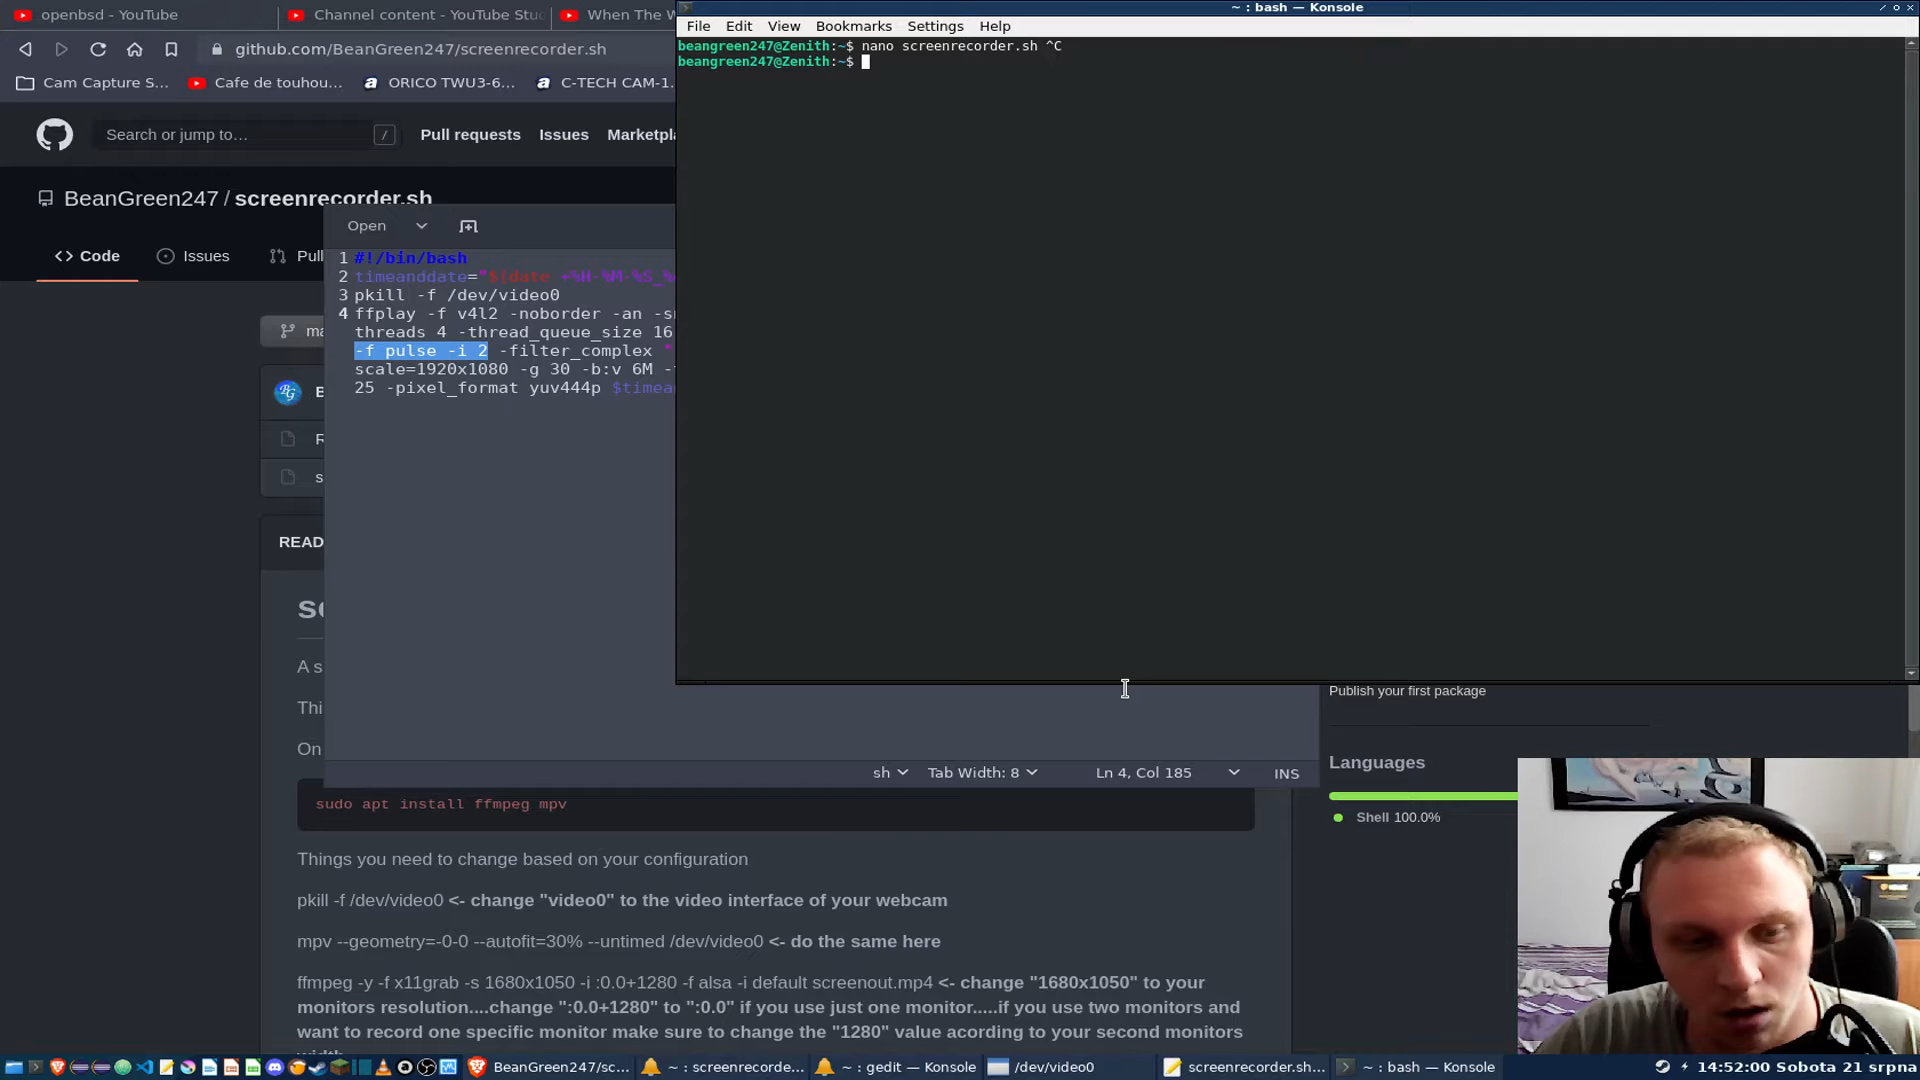 openbsd - YouTube
Channel content - YouTube Stu
When The W
github.com/BeanGreen247/screenrecorder.sh
Cam Capture S...
Cafe de touhou...
ORICO TWU3-6...
C-TECH CAM-1.
Search or jump to...
/
Pull requests
Issues
Marketpla
BeanGreen247 / screenrecorder.sh
Code
Issues
Pul
~ : bash — Konsole
File Edit View Bookmarks Settings Help
beangreen247@Zenith:~$ nano screenrecorder.sh ^C
beangreen247@Zenith:~$
Open
1 #!/bin/bash
2 timeanddate="$(date +%H-%M-%S_%
3 pkill -f /dev/video0
4 ffplay -f v4l2 -noborder -an -s
threads 4 -thread_queue_size 16
-f pulse -i 2 -filter_complex "
scale=1920x1080 -g 30 -b:v 6M -
25 -pixel_format yuv444p $timea
sh
Tab Width: 8
Ln 4, Col 185
INS
ma
B
R
s
READ
sc
A s
Thi
On
sudo apt install ffmpeg mpv
Things you need to change based on your configuration
pkill -f /dev/video0 <- change "video0" to the video interface of your webcam
mpv --geometry=-0-0 --autofit=30% --untimed /dev/video0 <- do the same here
ffmpeg -y -f x11grab -s 1680x1050 -i :0.0+1280 -f alsa -i default screenout.mp4 <- change "1680x1050" to your
monitors resolution....change ":0.0+1280" to ":0.0" if you use just one monitor.....if you use two monitors and
want to record one specific monitor make sure to change the "1280" value acording to your second monitors
width
Publish your first package
Languages
Shell 100.0%
BeanGreen247/sc...
~ : screenrecorde...
~ : gedit — Konsole
/dev/video0
screenrecorder.sh...
~ : bash — Konsole
14:52:00 Sobota 21 srpna